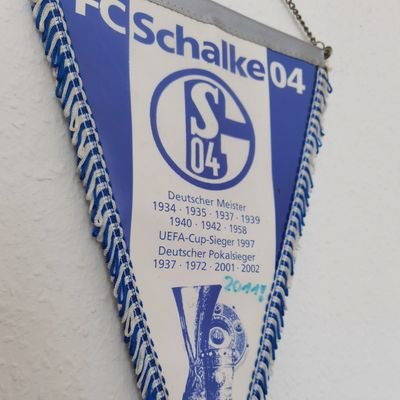 FC Schalke 04
S
04
Deutscher Meister
1934 · 1935 · 1937 · 1939
1940 · 1942 · 1958
UEFA-Cup-Sieger 1997
Deutscher Pokalsieger
1937 · 1972 · 2001 · 2002
2011!